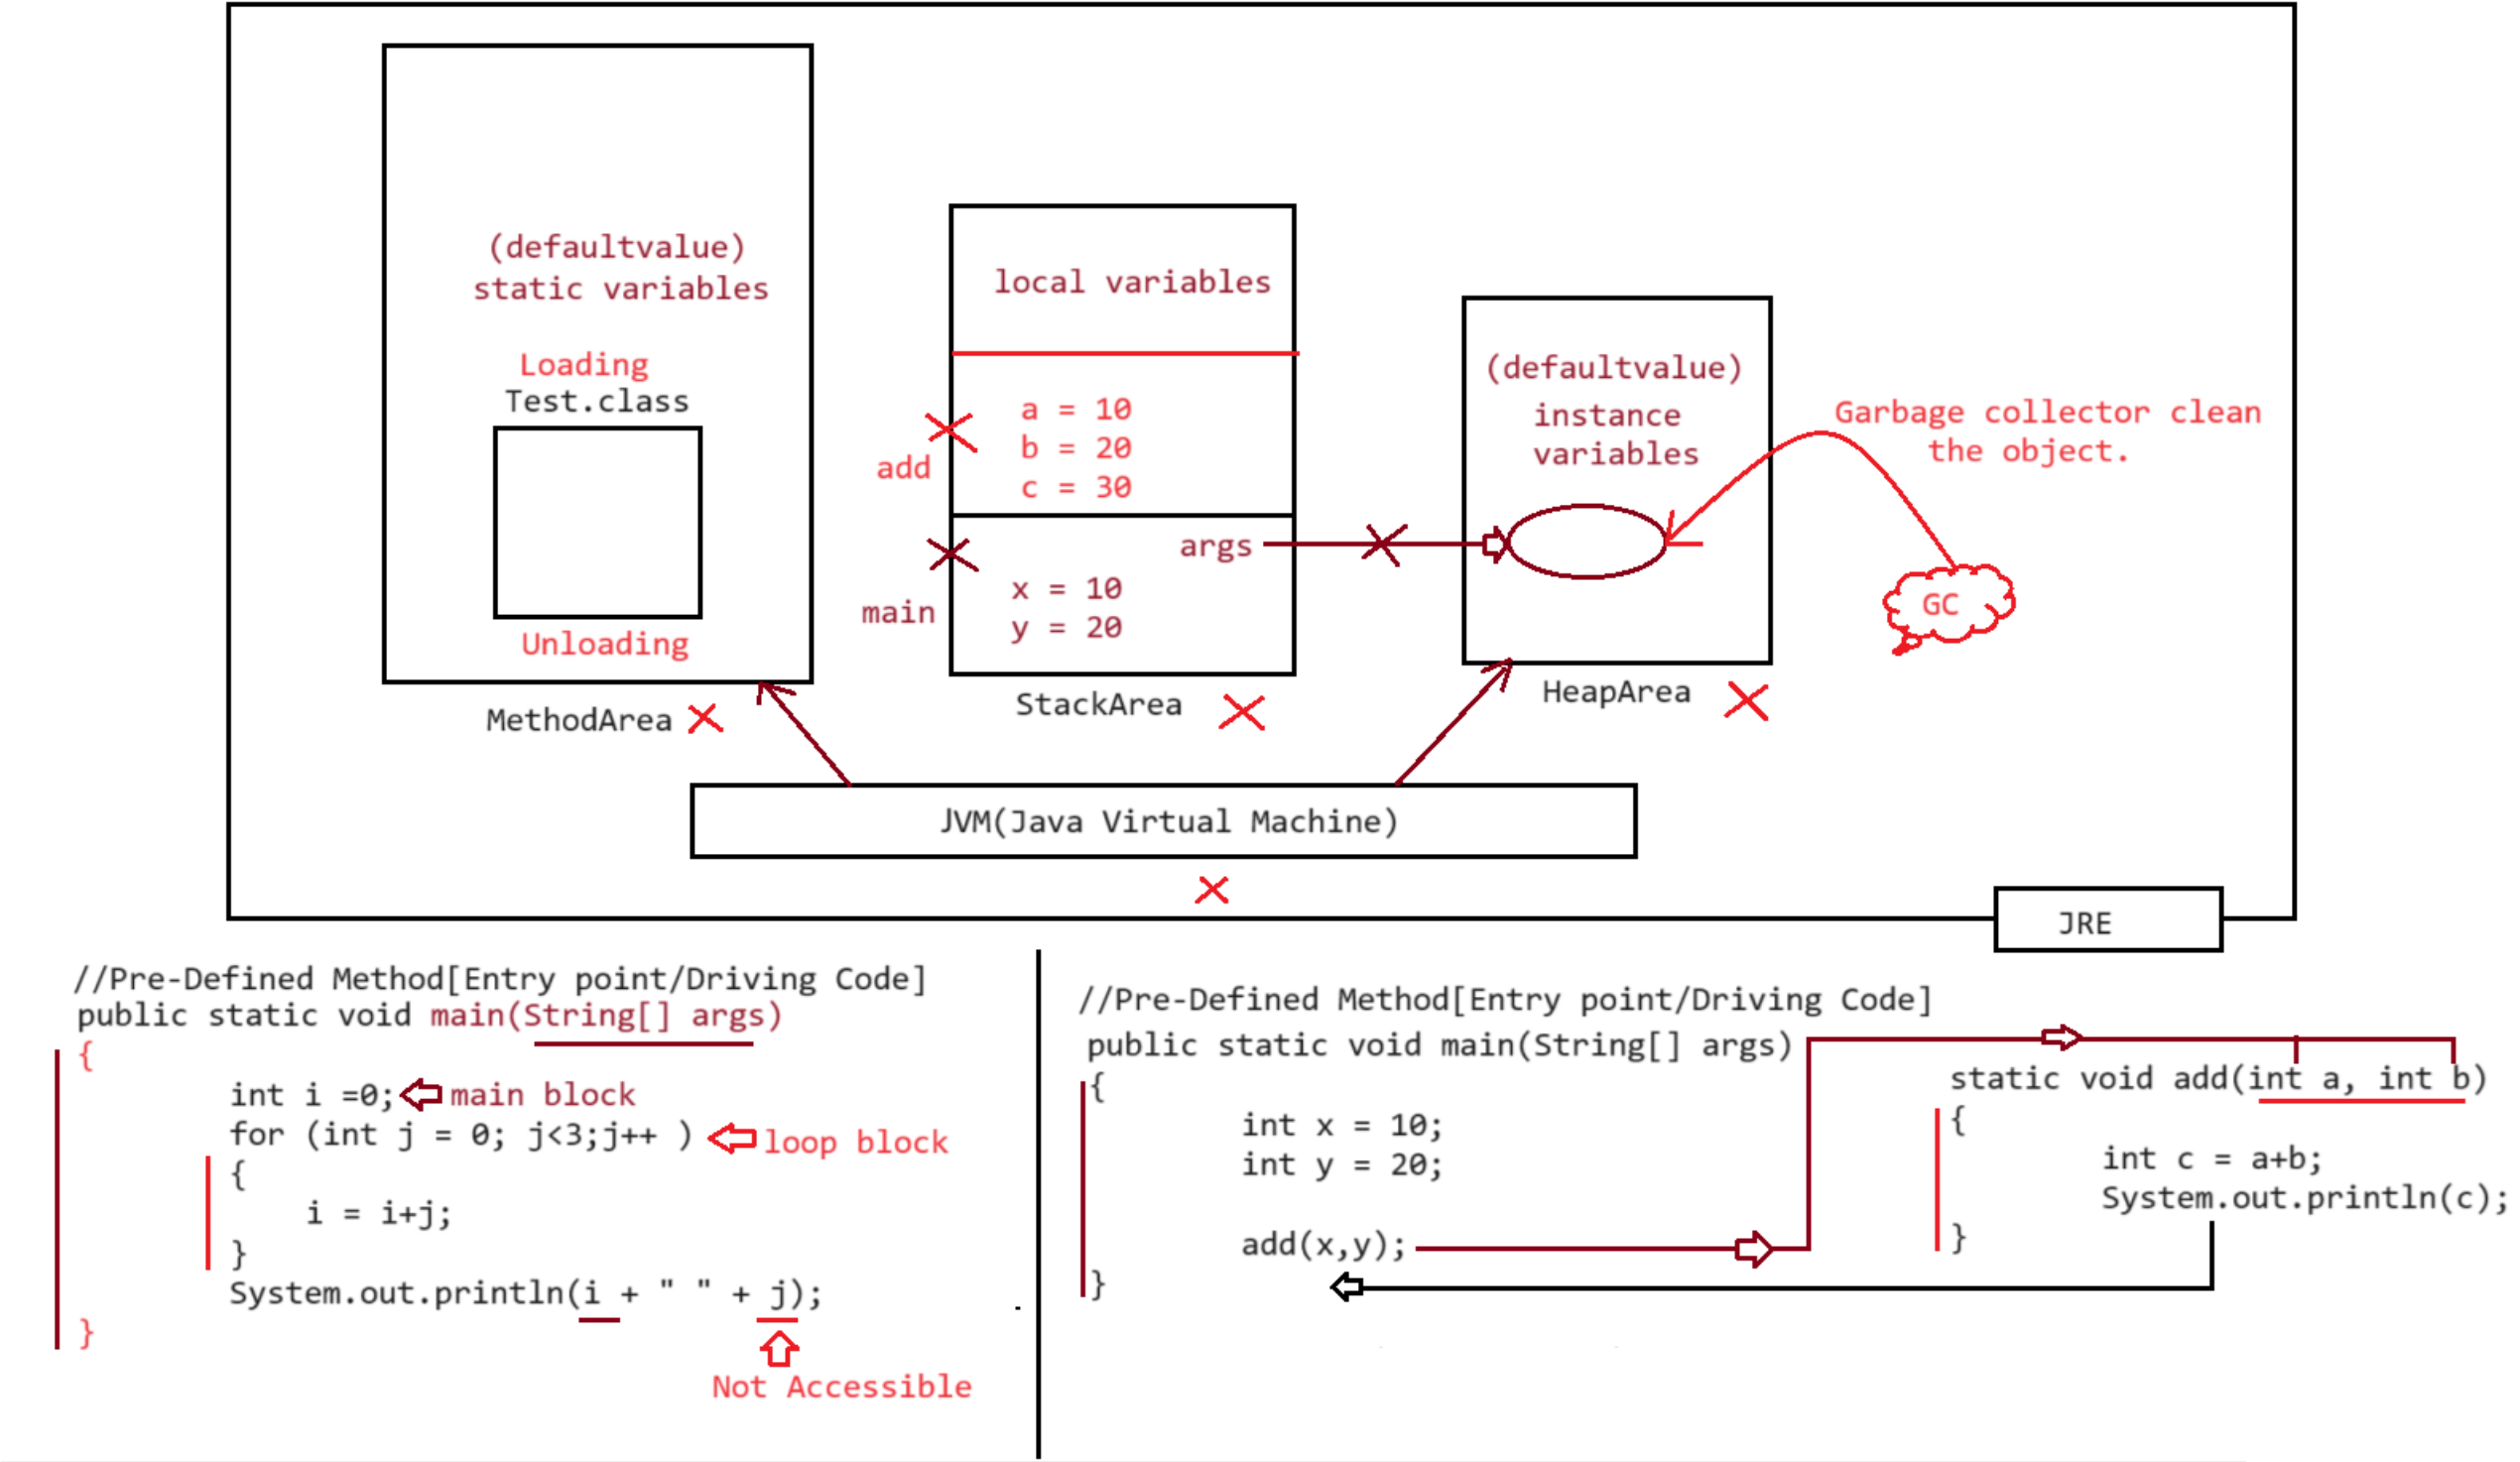 (defaultvalue)
static variables
Loading
Test.class
Unloading
MethodArea
local variables
add
a = 10
b = 20
c = 30
args
main
x = 10
y = 20
StackArea
(defaultvalue)
instance
variables
HeapArea
Garbage collector clean
the object.
GC
JVM(Java Virtual Machine)
JRE
//Pre-Defined Method[Entry point/Driving Code]
public static void main(String[] args)
{
int i =0; main block
for (int j = 0; j<3;j++ ) loop block
{
i = i+j;
}
System.out.println(i + " " + j);
}
Not Accessible
//Pre-Defined Method[Entry point/Driving Code]
public static void main(String[] args)
{
int x = 10;
int y = 20;
add(x,y);
}
static void add(int a, int b)
{
int c = a+b;
System.out.println(c);
}